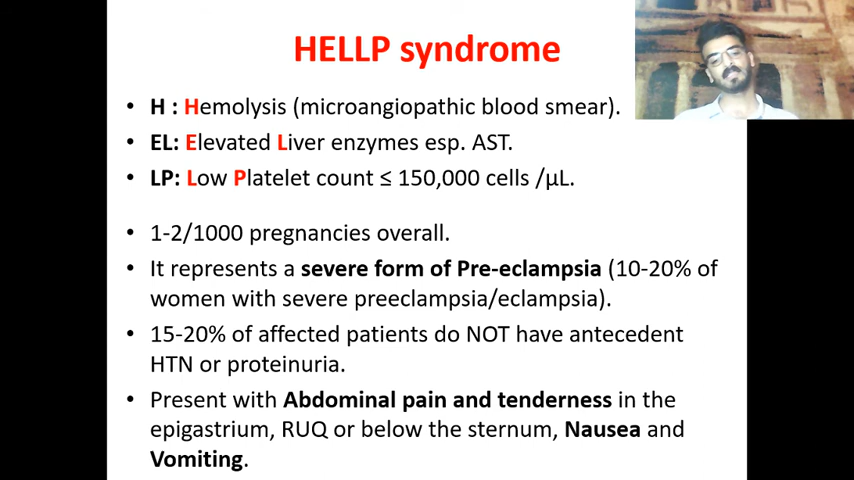 HELLP syndrome
• H : Hemolysis (microangiopathic blood smear).
• EL: Elevated Liver enzymes esp. AST.
• LP: Low Platelet count ≤ 150,000 cells /µL.
• 1-2/1000 pregnancies overall.
• It represents a severe form of Pre-eclampsia (10-20% of
women with severe preeclampsia/eclampsia).
• 15-20% of affected patients do NOT have antecedent
HTN or proteinuria.
• Present with Abdominal pain and tenderness in the
epigastrium, RUQ or below the sternum, Nausea and
Vomiting.